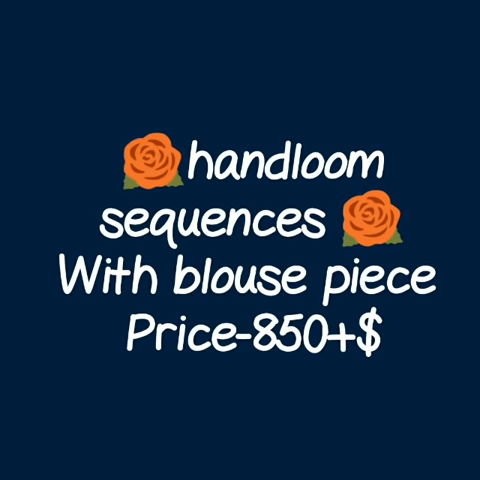 🌹handloom
sequences 🌹
With blouse piece
Price-850+$